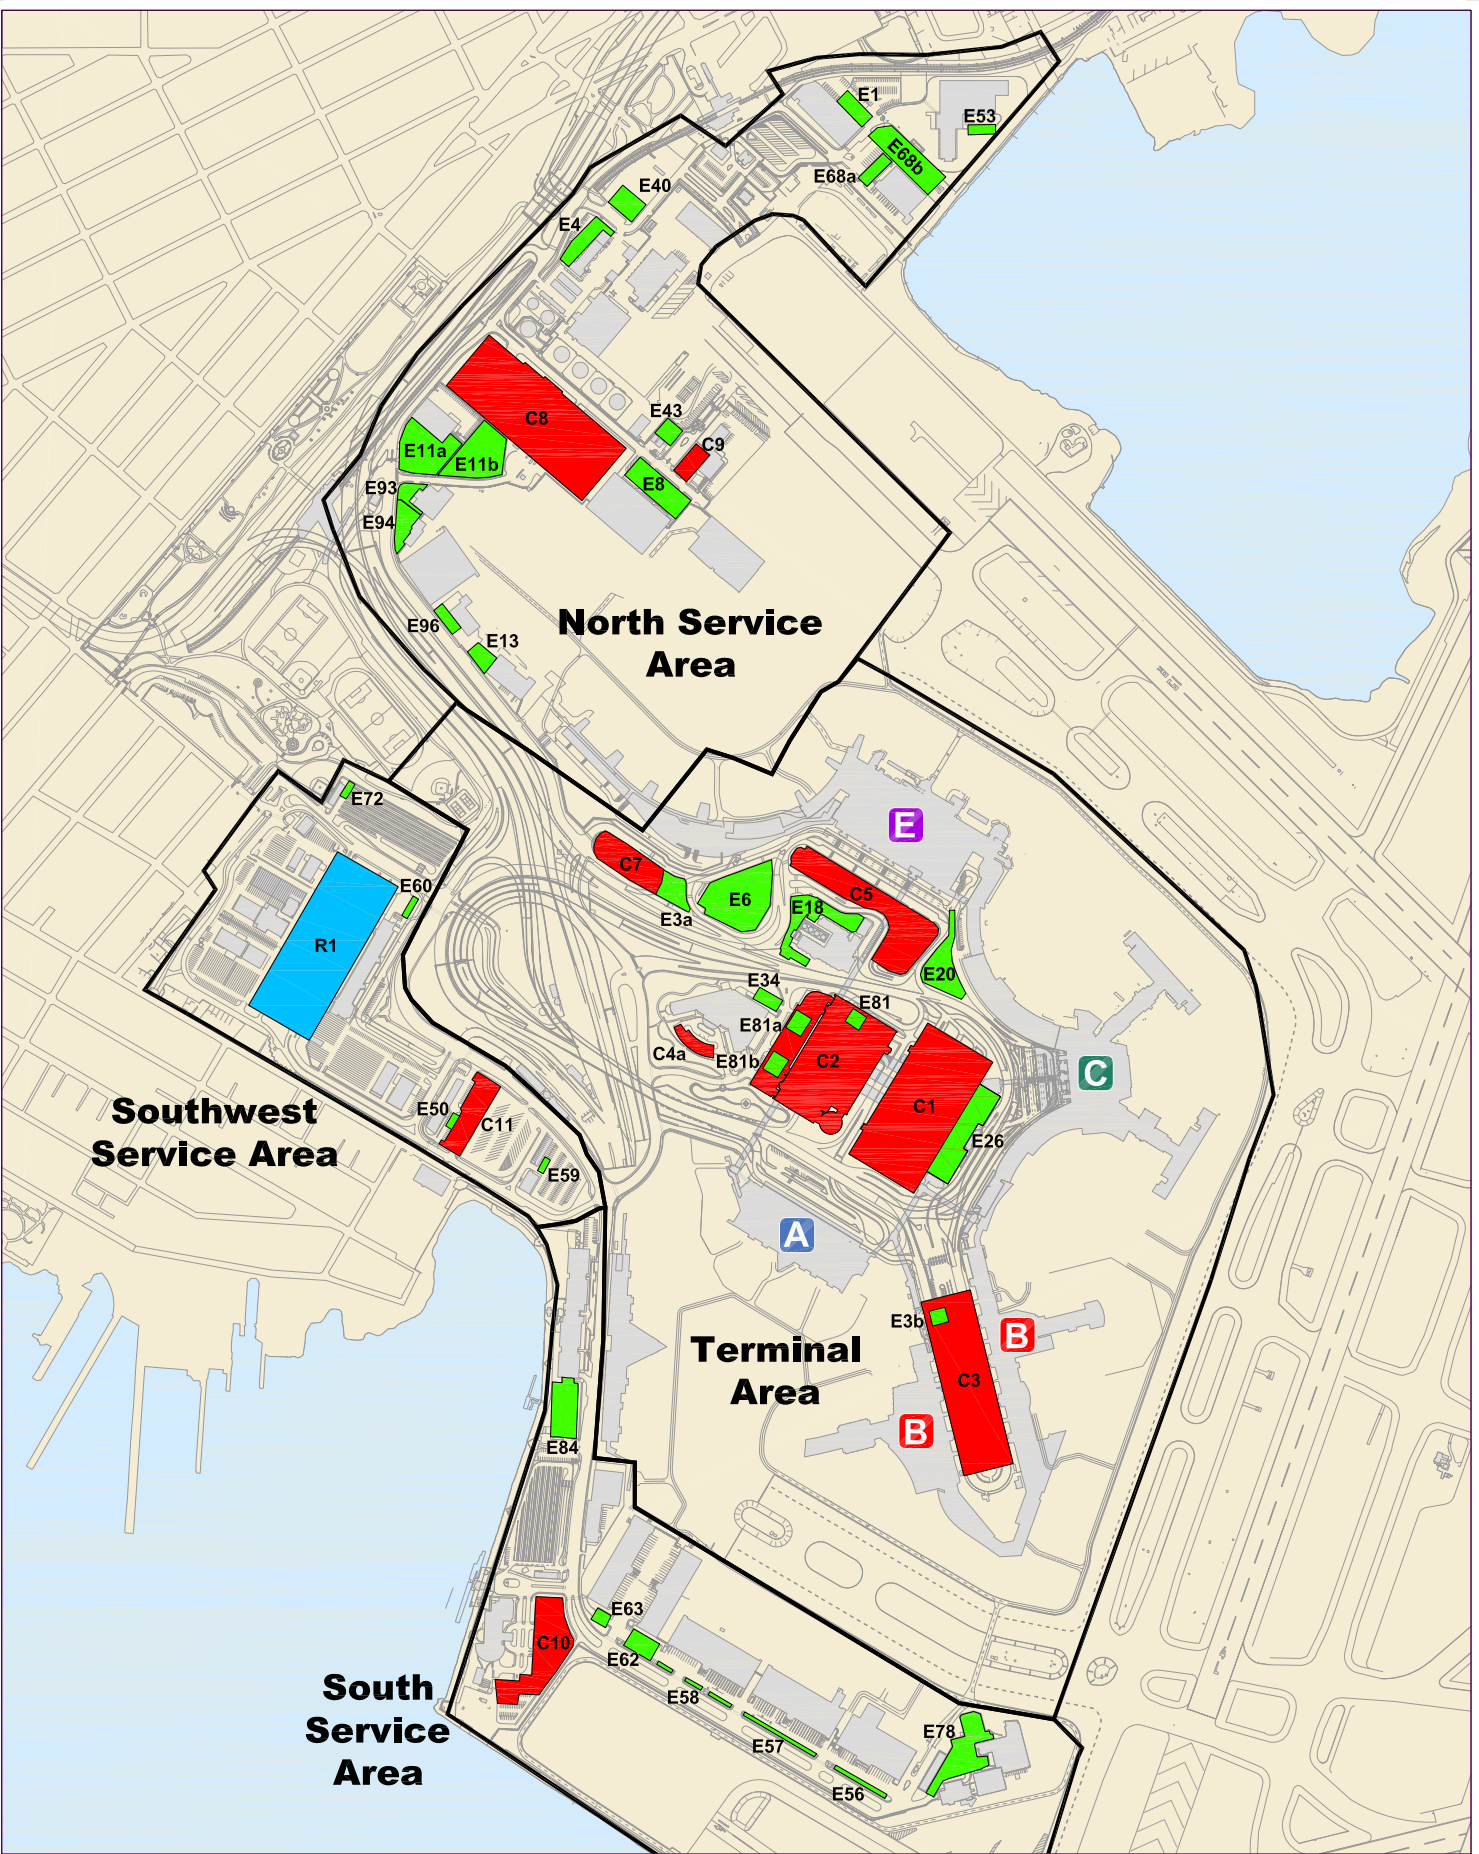 E1
E53
E68b
E68a
E40
E4
C8
E43
C9
E11a
E11b
E8
E93
E94
North Service
Area
E96
E13
E72
E
C7
E60
C5
E6
E18
E3a
R1
E20
E34
E81
E81a
C4a
E81b
C2
C
C1
Southwest
Service Area
E50
C11
E26
E59
A
E3b
B
Terminal
Area
C3
B
E84
E63
C10
E62
South
Service
Area
E58
E78
E57
E56